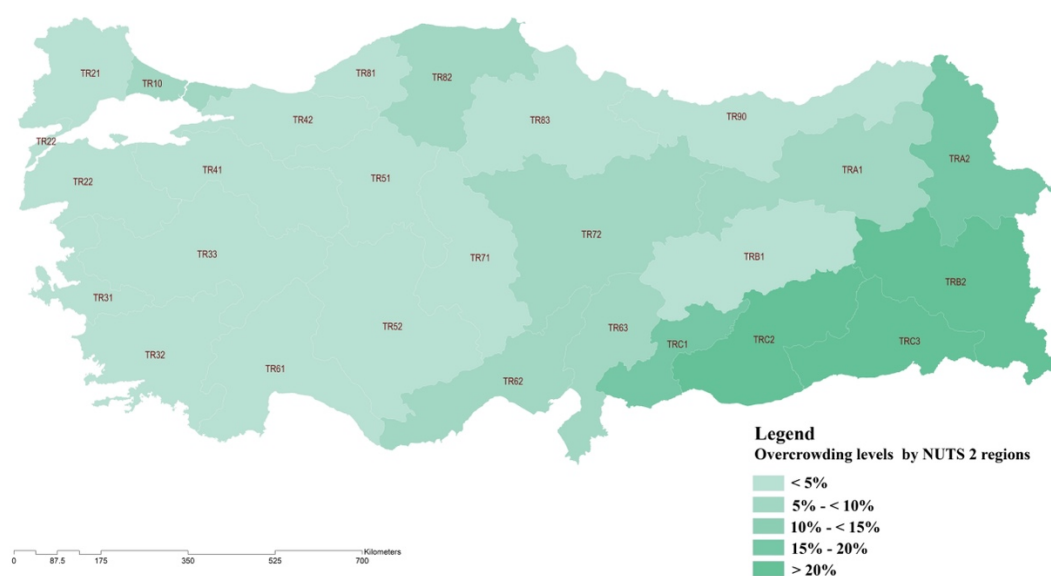 TR21
TR10
TR81
TR82
TR42
TR83
TR90
TR22
TR41
TR22
TR51
TRA1
TRA2
TR33
TR72
TR71
TRB1
TRB2
TR31
TR52
TR63
TRC1
TRC2
TRC3
TR32
TR61
TR62
Legend
Overcrowding levels by NUTS 2 regions
< 5%
5% - < 10%
10% - < 15%
15% - 20%
> 20%
Kilometers
0 87.5 175 350 525 700